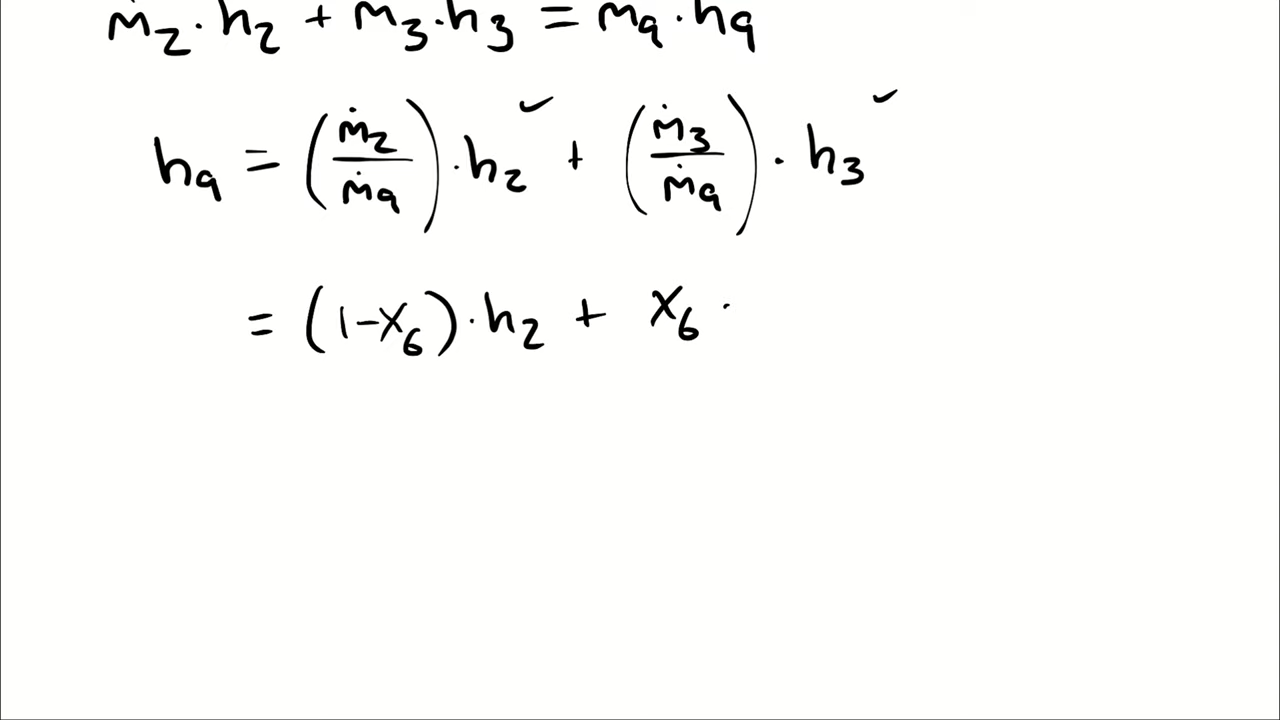 ṁ₂·h₂ + ṁ₃·h₃ = ṁ₉·h₉
h₉ = (ṁ₂/ṁ₉)·h₂ ✓ + (ṁ₃/ṁ₉)·h₃ ✓
= (1-x₆)·h₂ + x₆·